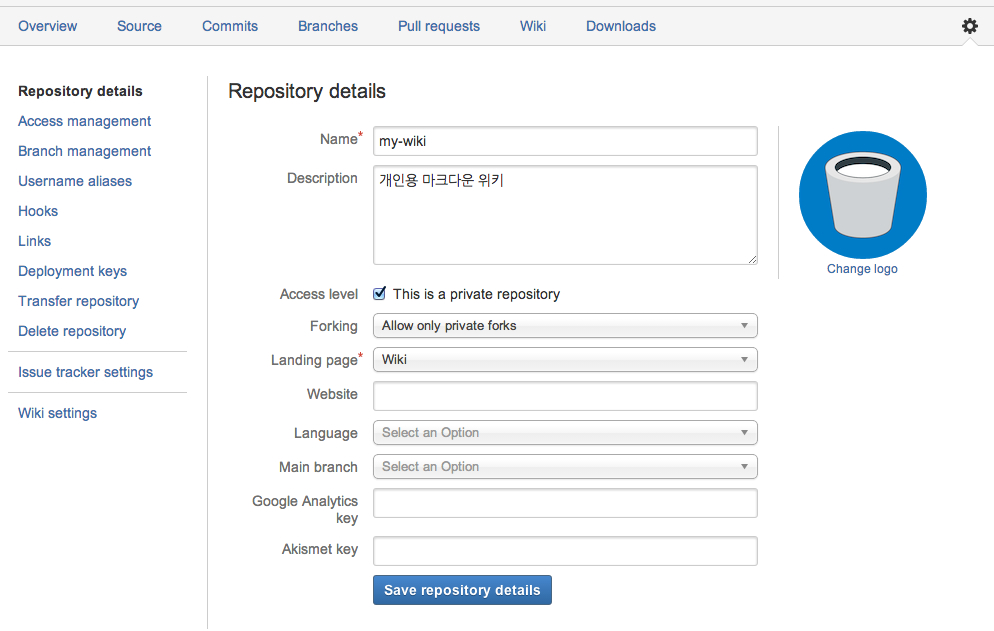 Overview Source Commits Branches Pull requests Wiki Downloads
Repository details
Access management
Branch management
Username aliases
Hooks
Links
Deployment keys
Transfer repository
Delete repository
Issue tracker settings
Wiki settings
Repository details
Name* my-wiki
Description 개인용 마크다운 위키
Access level This is a private repository
Forking Allow only private forks
Landing page* Wiki
Website
Language Select an Option
Main branch Select an Option
Google Analytics
key
Akismet key
Save repository details
Change logo